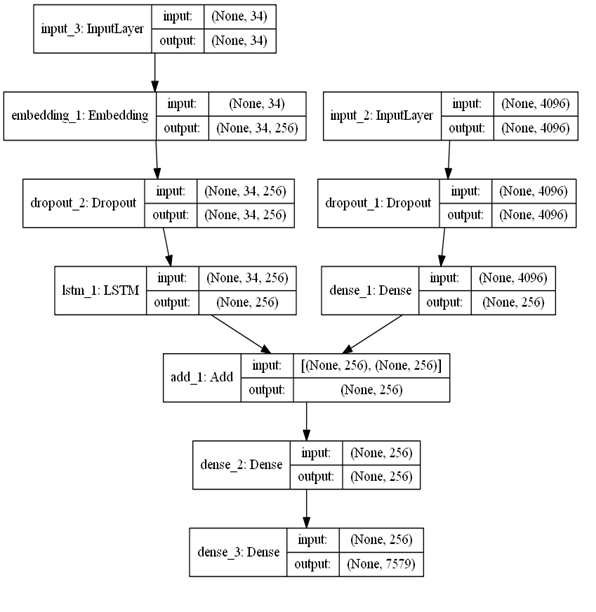 input_3: InputLayer
input: (None, 34)
output: (None, 34)
embedding_1: Embedding
input: (None, 34)
output: (None, 34, 256)
input_2: InputLayer
input: (None, 4096)
output: (None, 4096)
dropout_2: Dropout
input: (None, 34, 256)
output: (None, 34, 256)
dropout_1: Dropout
input: (None, 4096)
output: (None, 4096)
lstm_1: LSTM
input: (None, 34, 256)
output: (None, 256)
dense_1: Dense
input: (None, 4096)
output: (None, 256)
add_1: Add
input: [(None, 256), (None, 256)]
output: (None, 256)
dense_2: Dense
input: (None, 256)
output: (None, 256)
dense_3: Dense
input: (None, 256)
output: (None, 7579)